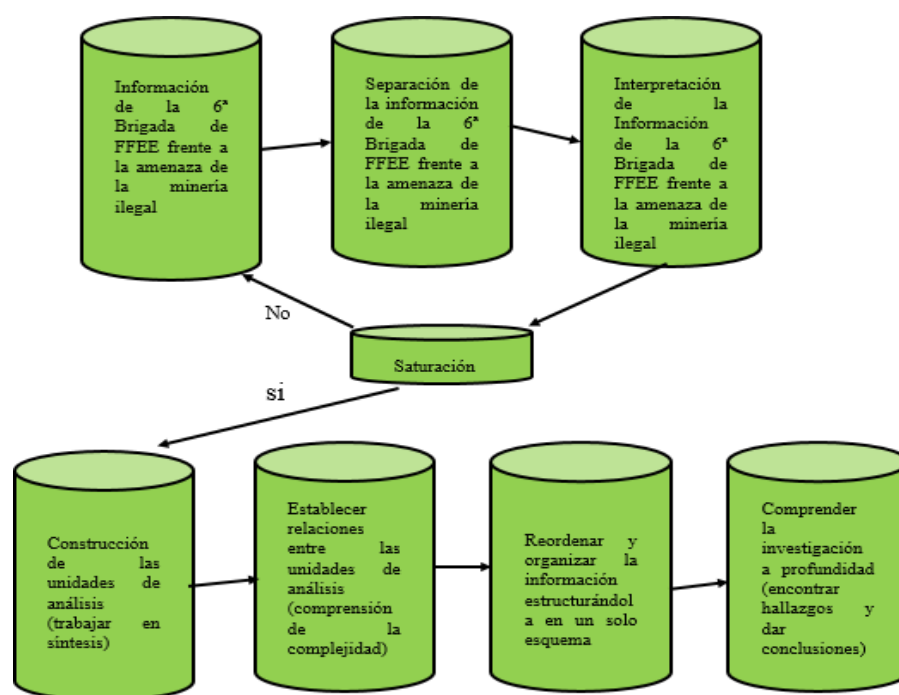 Información
de la 6ª
Brigada de
FFEE frente a
la amenaza de
la minería
ilegal
Separación de
la información
de la 6ª
Brigada de
FFEE frente a
la amenaza de
la minería
ilegal
Interpretación
de la
Información
de la 6ª
Brigada de
FFEE frente a
la amenaza de
la minería
ilegal
No
Saturación
si
Construcción
de las
unidades de
análisis
(trabajar en
síntesis)
Establecer
relaciones
entre las
unidades de
análisis
(comprensión
de la
complejidad)
Reordenar y
organizar la
información
estructurándol
a en un solo
esquema
Comprender
la
investigación
a profundidad
(encontrar
hallazgos y
dar
conclusiones)